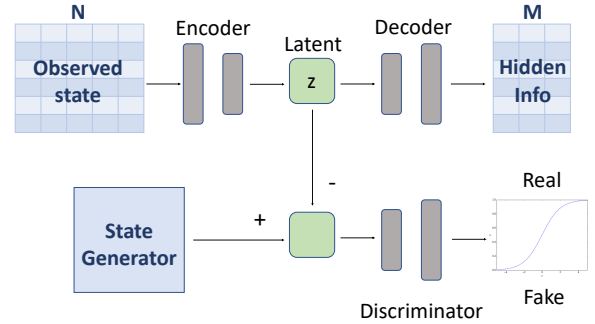 N
M
Encoder
Latent
Decoder
Observed
state
z
Hidden
Info
-
+
State
Generator
Real
Fake
Discriminator